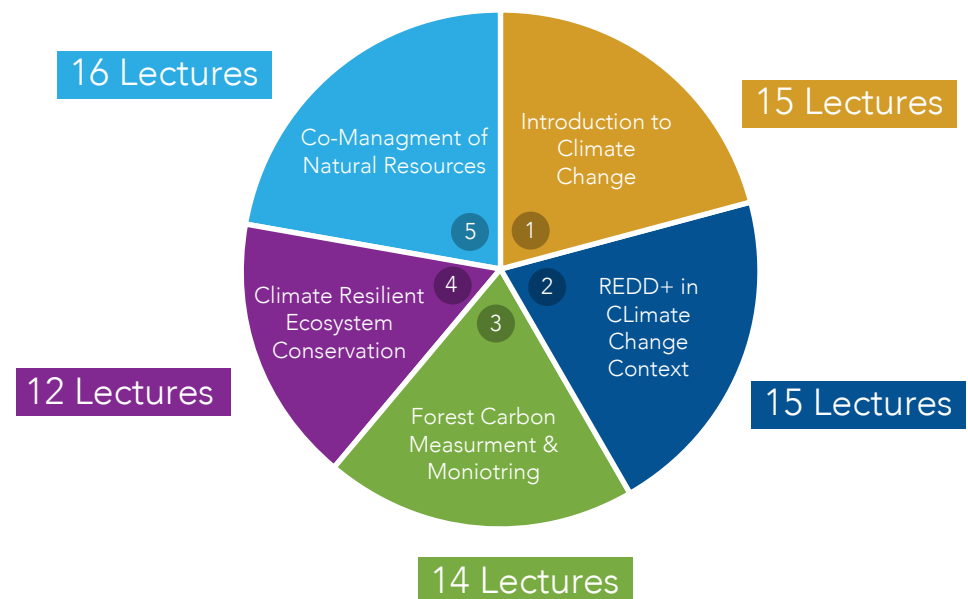 16 Lectures
15 Lectures
Introduction to
Climate
Change
Co-Managment of
Natural Resources
5
1
4
2
3
Climate Resilient
Ecosystem
Conservation
REDD+ in
CLimate
Change
Context
12 Lectures
15 Lectures
Forest Carbon
Measurment &
Moniotring
14 Lectures